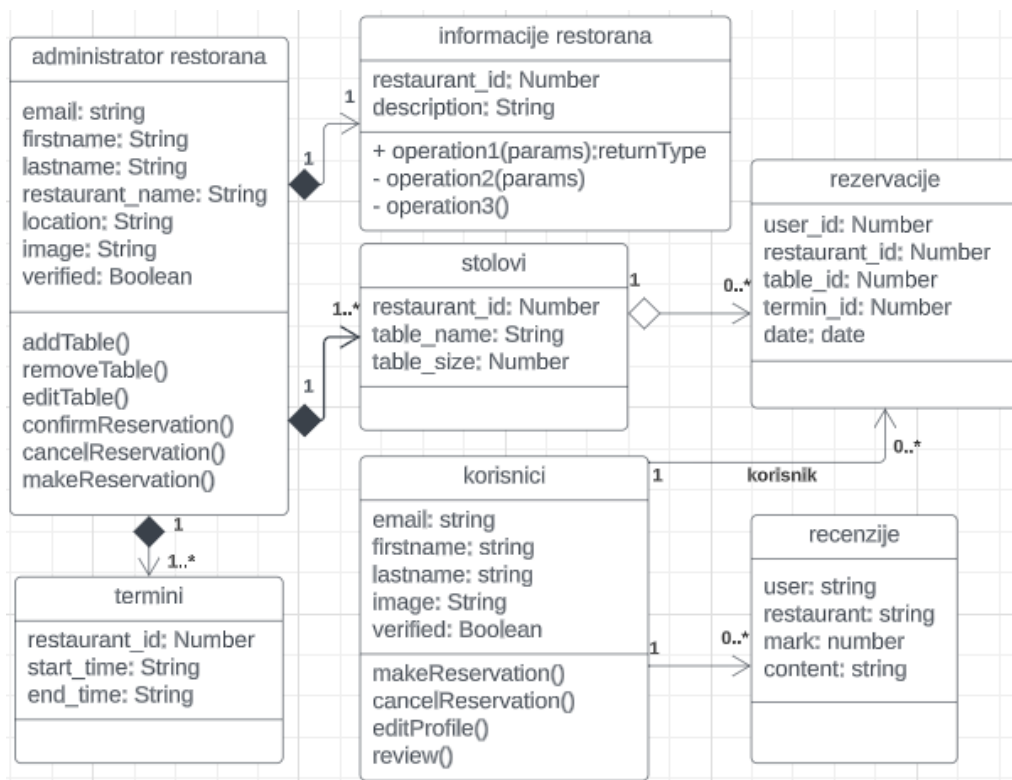 administrator restorana
email: string
firstname: String
lastname: String
restaurant_name: String
location: String
image: String
verified: Boolean
addTable()
removeTable()
editTable()
confirmReservation()
cancelReservation()
makeReservation()
1
1
informacije restorana
restaurant_id: Number
description: String
+ operation1(params):returnType
- operation2(params)
- operation3()
1
1..*
stolovi
restaurant_id: Number
table_name: String
table_size: Number
1
0..*
rezervacije
user_id: Number
restaurant_id: Number
table_id: Number
termin_id: Number
date: date
1
1..*
termini
restaurant_id: Number
start_time: String
end_time: String
korisnici
email: string
firstname: string
lastname: string
image: String
verified: Boolean
makeReservation()
cancelReservation()
editProfile()
review()
1
korisnik
0..*
1
0..*
recenzije
user: string
restaurant: string
mark: number
content: string